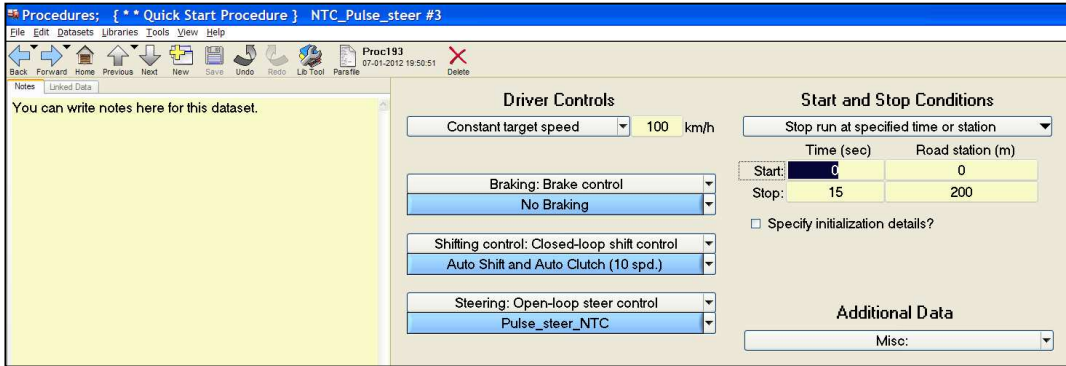 Procedures; { * * Quick Start Procedure } NTC_Pulse_steer #3
File Edit Datasets Libraries Tools View Help
Back Forward Home Previous Next New Save Undo Redo Lib Tool Parsfile
Proc193
07-01-2012 19:50:51
Delete
Notes Linked Data
You can write notes here for this dataset.
Driver Controls
Constant target speed 100 km/h
Braking: Brake control
No Braking
Shifting control: Closed-loop shift control
Auto Shift and Auto Clutch (10 spd.)
Steering: Open-loop steer control
Pulse_steer_NTC
Start and Stop Conditions
Stop run at specified time or station
Time (sec) Road station (m)
Start: 0 0
Stop: 15 200
Specify initialization details?
Additional Data
Misc: